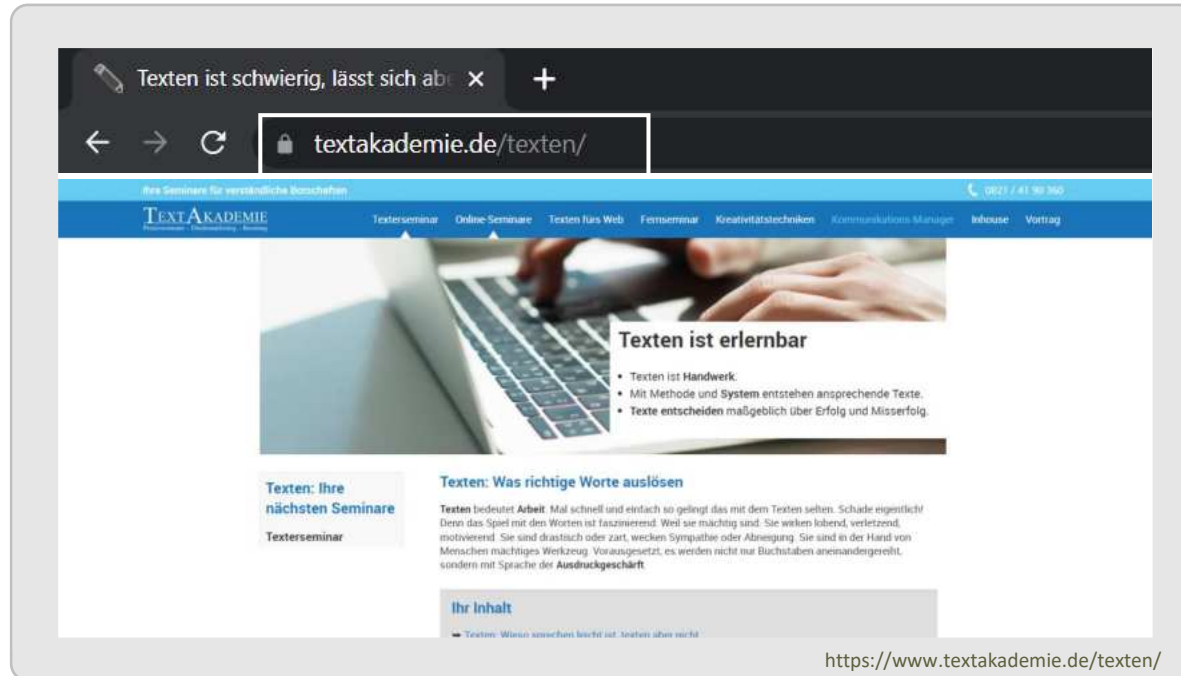 Texten ist schwierig, lässt sich ab
textakademie.de/texten/
Ihre Seminare für verständliche Botschaften
0821 / 41 90 360
TEXTAKADEMIE
Texterseminar Online-Seminare Texten fürs Web Fernseminar Kreativitätstechniken Kommunikations-Manager Inhouse Vortrag
Texten ist erlernbar
• Texten ist Handwerk.
• Mit Methode und System entstehen ansprechende Texte.
• Texte entscheiden maßgeblich über Erfolg und Misserfolg.
Texten: Ihre
nächsten Seminare
Texterseminar
Texten: Was richtige Worte auslösen
Texten bedeutet Arbeit. Mal schnell und einfach so gelingt das mit dem Texten selten. Schade eigentlich!
Denn das Spiel mit den Worten ist faszinierend. Weil sie mächtig sind. Sie wirken lobend, verletzend,
motivierend. Sie sind drastisch oder zart, wecken Sympathie oder Abneigung. Sie sind in der Hand von
Menschen mächtiges Werkzeug. Vorausgesetzt, es werden nicht nur Buchstaben aneinandergereiht,
sondern mit Sprache der Ausdruckgeschärft
Ihr Inhalt
➡ Texten: Wieso sprechen leicht ist, texten aber nicht
https://www.textakademie.de/texten/